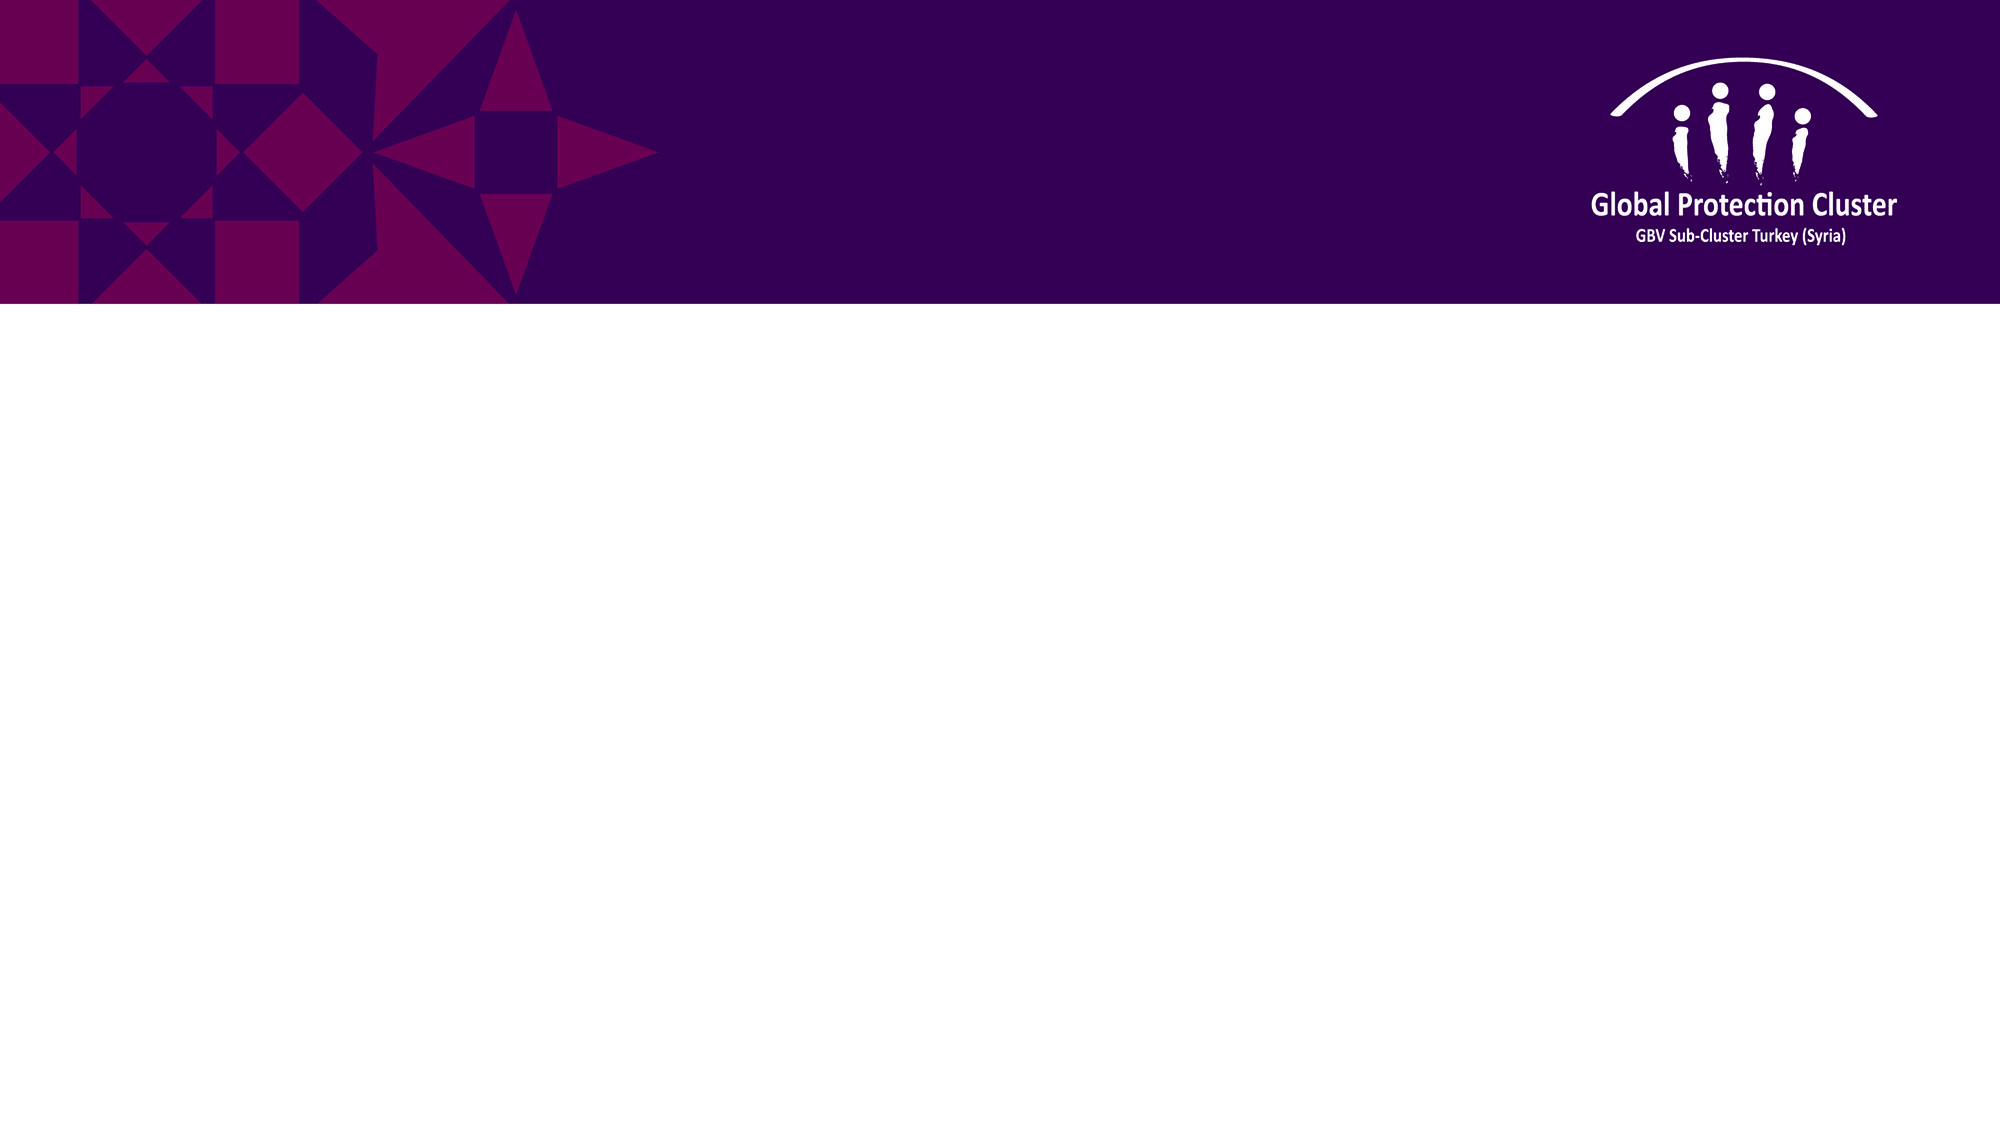 Global Protection Cluster
GBV Sub-Cluster Turkey (Syria)